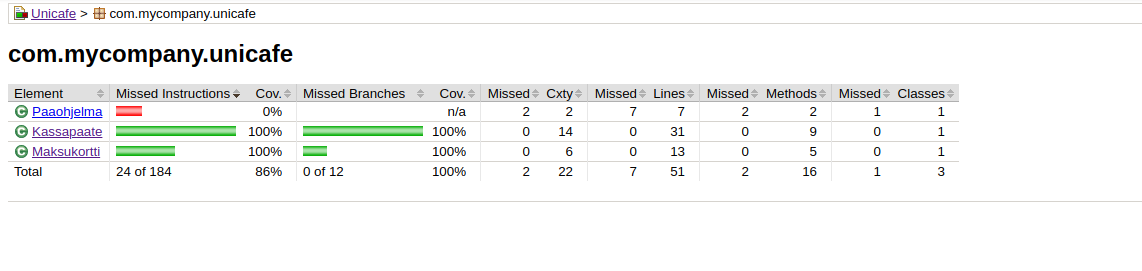 Unicafe > com.mycompany.unicafe
com.mycompany.unicafe
Element Missed Instructions Cov. Missed Branches Cov. Missed Cxty Missed Lines Missed Methods Missed Classes
C Paaohjelma 0% n/a 2 2 7 7 2 2 1 1
C Kassapaate 100% 100% 0 14 0 31 0 9 0 1
C Maksukortti 100% 100% 0 6 0 13 0 5 0 1
Total 24 of 184 86% 0 of 12 100% 2 22 7 51 2 16 1 3